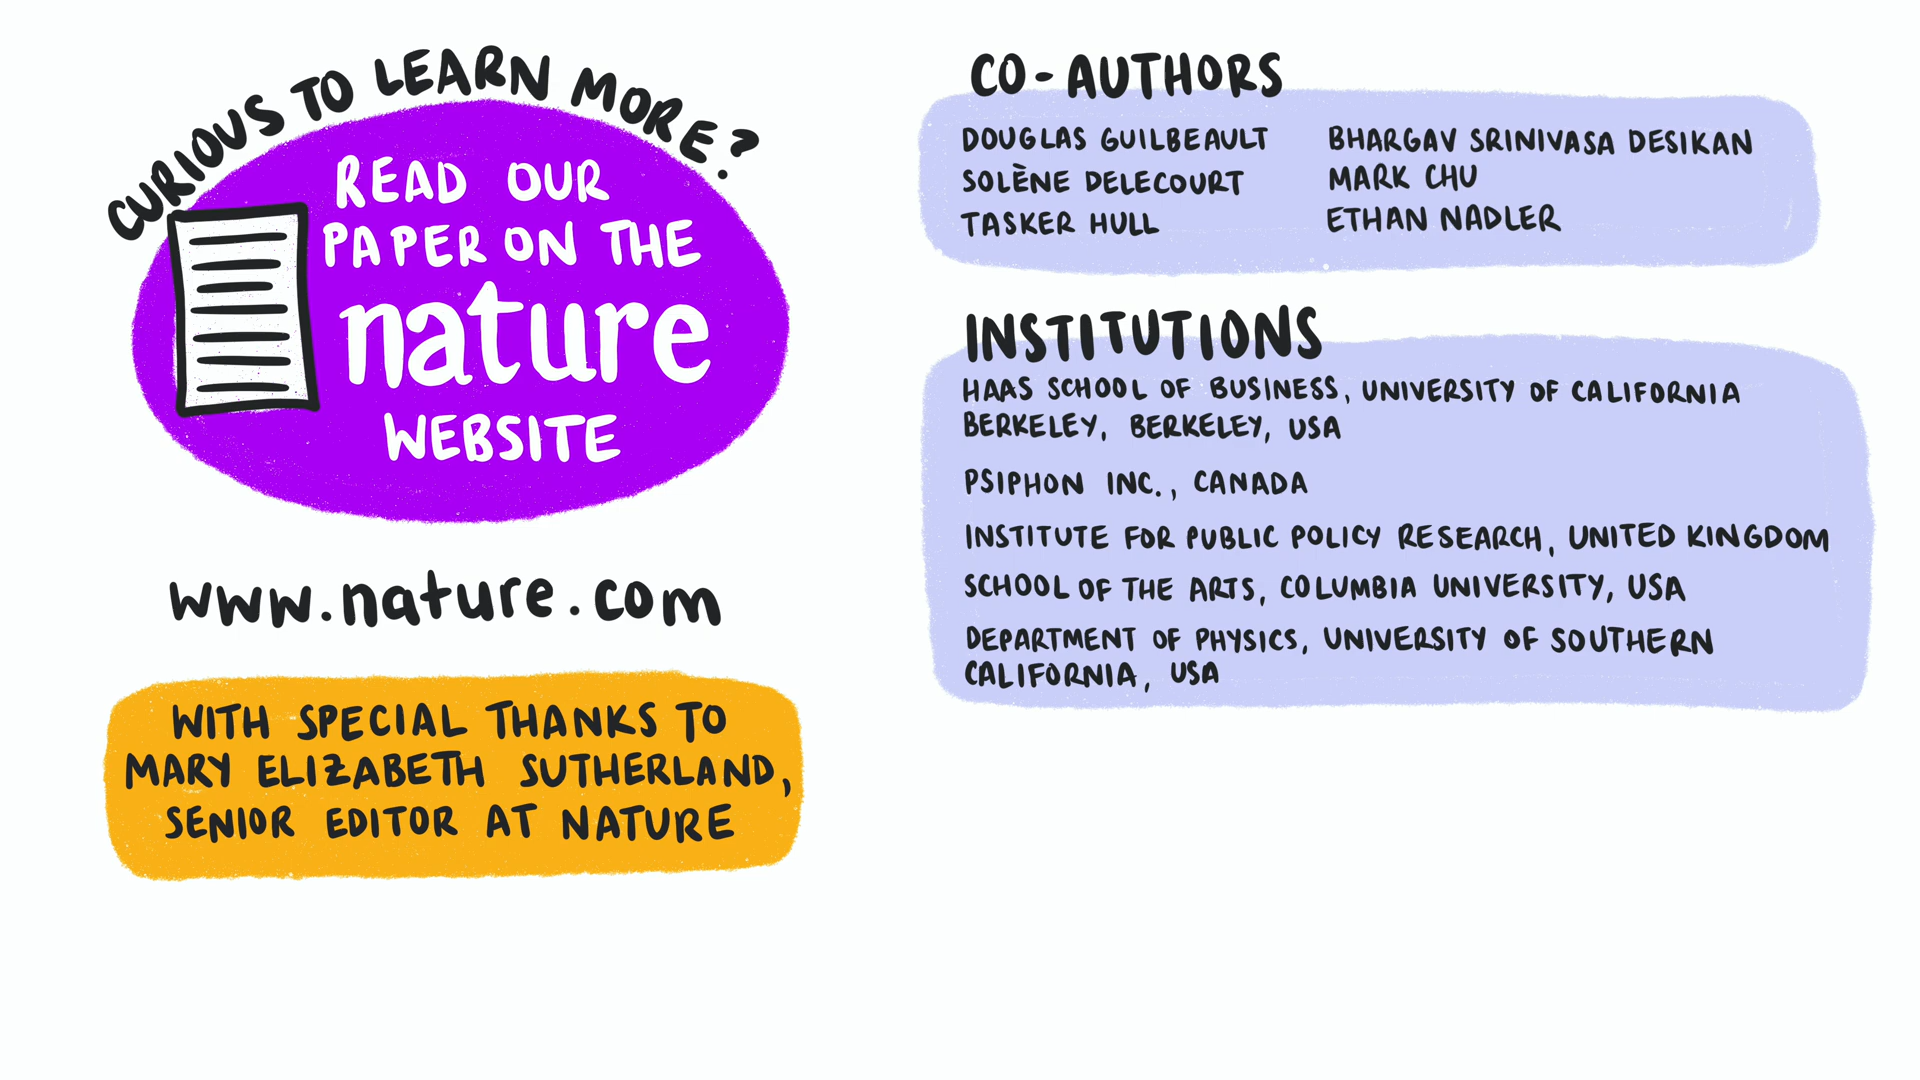 CURIOUS TO LEARN MORE?
READ OUR
PAPER ON THE
nature
WEBSITE
www.nature.com
WITH SPECIAL THANKS TO
MARY ELIZABETH SUTHERLAND,
SENIOR EDITOR AT NATURE
CO-AUTHORS
DOUGLAS GUILBEAULT
SOLÈNE DELECOURT
TASKER HULL
BHARGAV SRINIVASA DESIKAN
MARK CHU
ETHAN NADLER
INSTITUTIONS
HAAS SCHOOL OF BUSINESS, UNIVERSITY OF CALIFORNIA
BERKELEY, BERKELEY, USA
PSIPHON INC., CANADA
INSTITUTE FOR PUBLIC POLICY RESEARCH, UNITED KINGDOM
SCHOOL OF THE ARTS, COLUMBIA UNIVERSITY, USA
DEPARTMENT OF PHYSICS, UNIVERSITY OF SOUTHERN
CALIFORNIA, USA